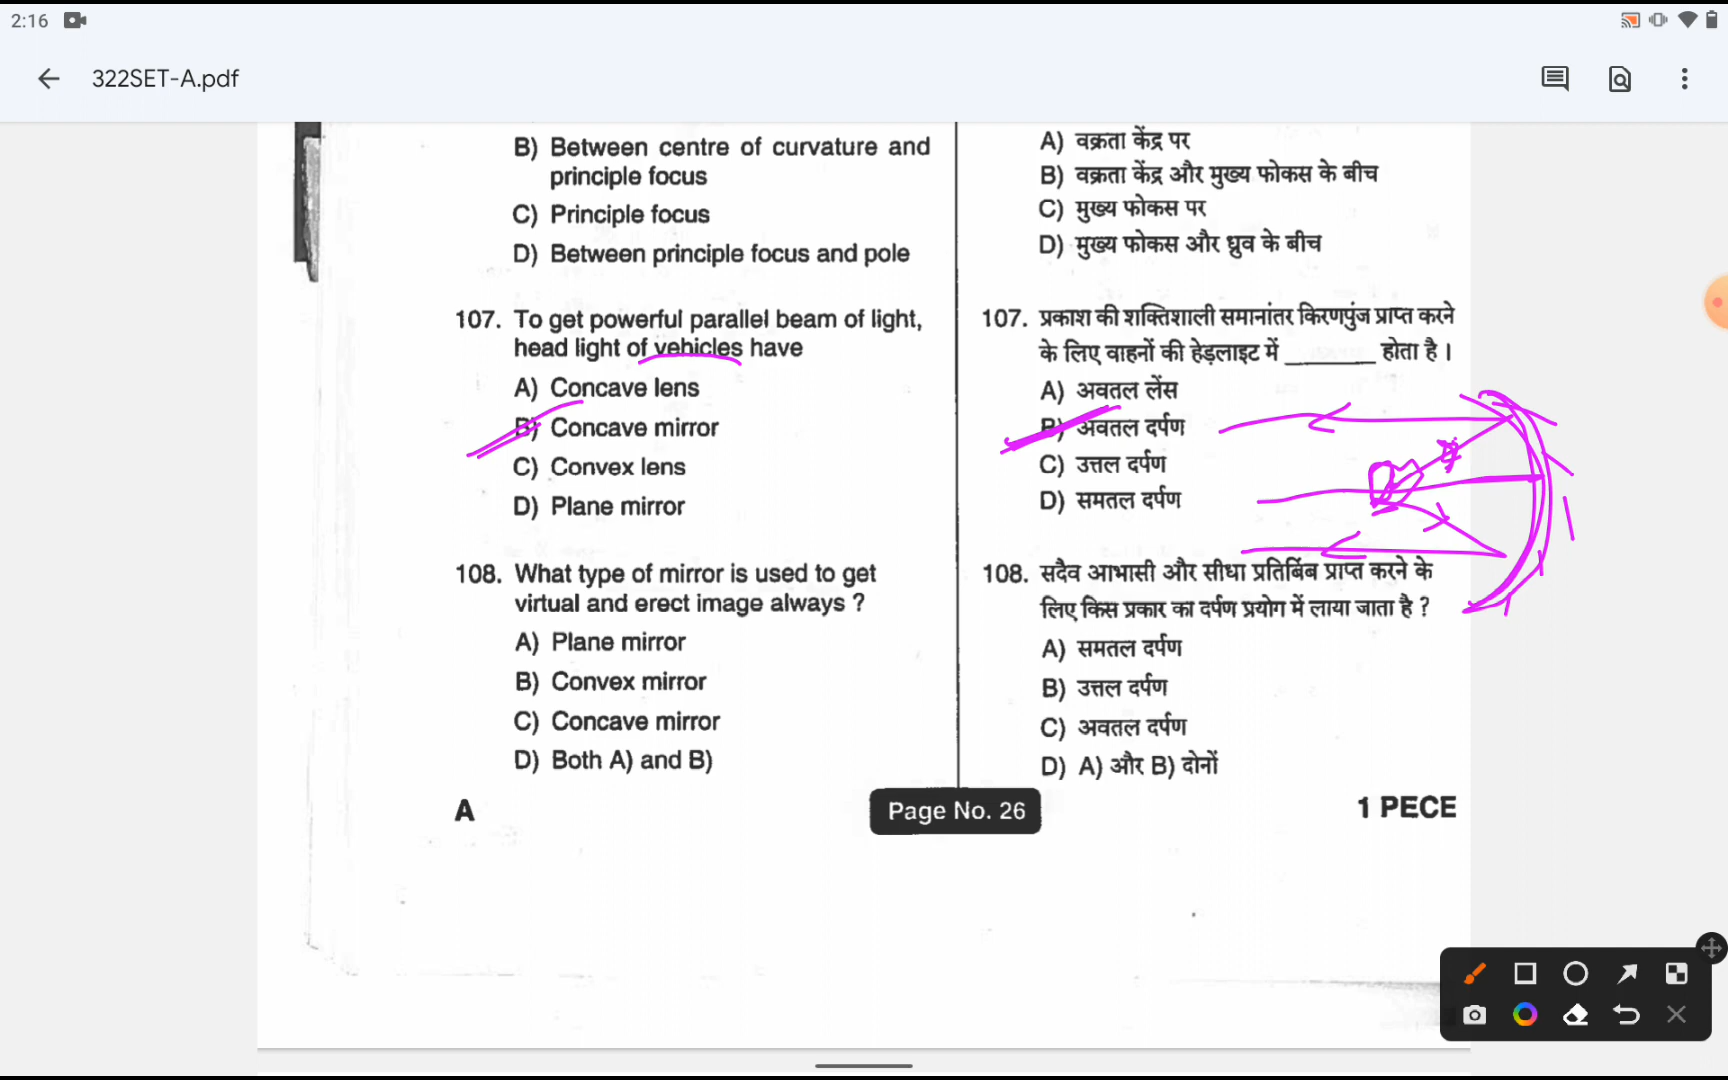 2:16
322SET-A.pdf
B) Between centre of curvature and
principle focus
C) Principle focus
D) Between principle focus and pole
107. To get powerful parallel beam of light,
head light of vehicles have
A) Concave lens
B) Concave mirror
C) Convex lens
D) Plane mirror
108. What type of mirror is used to get
virtual and erect image always ?
A) Plane mirror
B) Convex mirror
C) Concave mirror
D) Both A) and B)
A) वक्रता केंद्र पर
B) वक्रता केंद्र और मुख्य फोकस के बीच
C) मुख्य फोकस पर
D) मुख्य फोकस और ध्रुव के बीच
107. प्रकाश की शक्तिशाली समानांतर किरणपुंज प्राप्त करने
के लिए वाहनों की हेड़लाइट में ______ होता है ।
A) अवतल लेंस
B) अवतल दर्पण
C) उत्तल दर्पण
D) समतल दर्पण
108. सदैव आभासी और सीधा प्रतिबिंब प्राप्त करने के
लिए किस प्रकार का दर्पण प्रयोग में लाया जाता है ?
A) समतल दर्पण
B) उत्तल दर्पण
C) अवतल दर्पण
D) A) और B) दोनों
A
Page No. 26
1 PECE